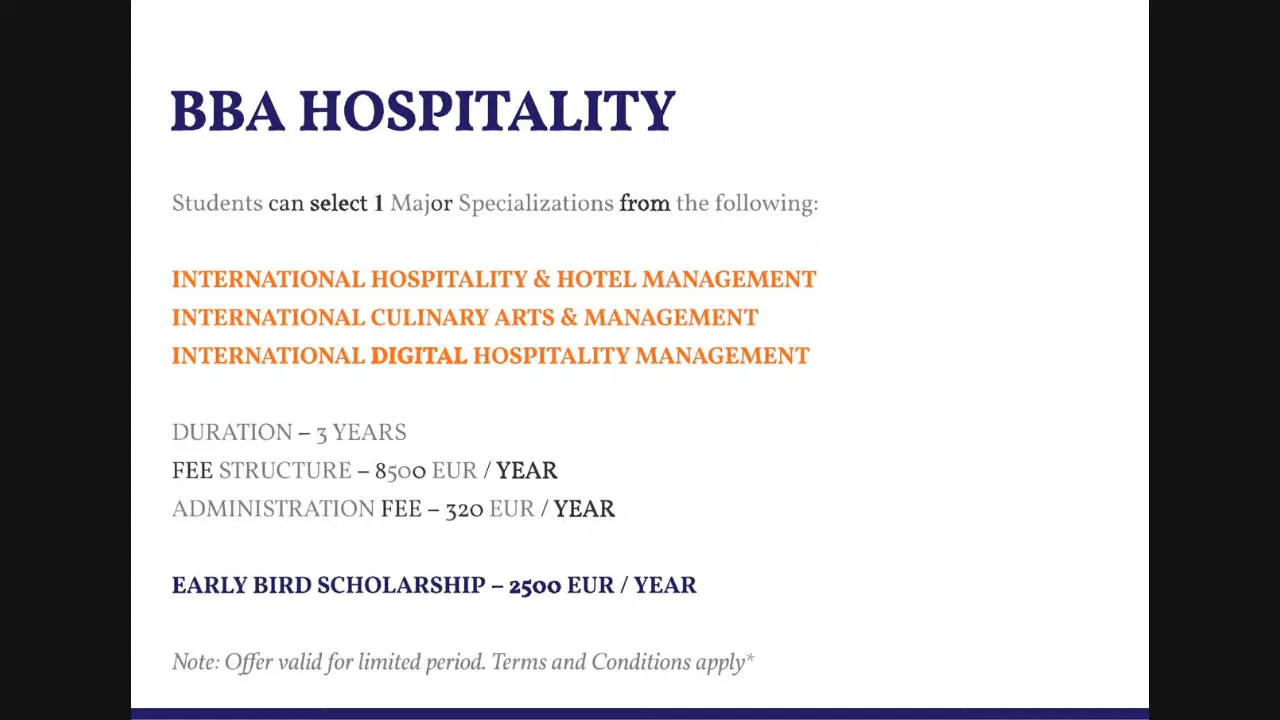 BBA HOSPITALITY
Students can select 1 Major Specializations from the following:
INTERNATIONAL HOSPITALITY & HOTEL MANAGEMENT
INTERNATIONAL CULINARY ARTS & MANAGEMENT
INTERNATIONAL DIGITAL HOSPITALITY MANAGEMENT
DURATION – 3 YEARS
FEE STRUCTURE – 8500 EUR / YEAR
ADMINISTRATION FEE – 320 EUR / YEAR
EARLY BIRD SCHOLARSHIP – 2500 EUR / YEAR
Note: Offer valid for limited period. Terms and Conditions apply*